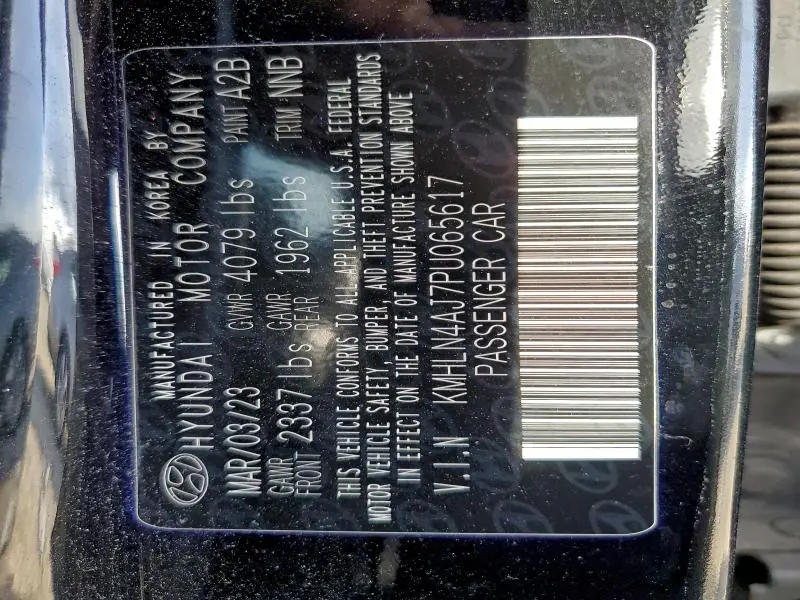 MANUFACTURED IN KOREA BY
HYUNDAI MOTOR COMPANY
MAR/03/23 GVWR 4079 lbs PAINT A2B
GAWR FRONT 2337 lbs GAWR REAR 1962 lbs TRIM NNB
THIS VEHICLE CONFORMS TO ALL APPLICABLE U.S.A. FEDERAL
MOTOR VEHICLE SAFETY, BUMPER, AND THEFT PREVENTION STANDARDS
IN EFFECT ON THE DATE OF MANUFACTURE SHOWN ABOVE
V.I.N KMHLN4AJ7PU065617
PASSENGER CAR